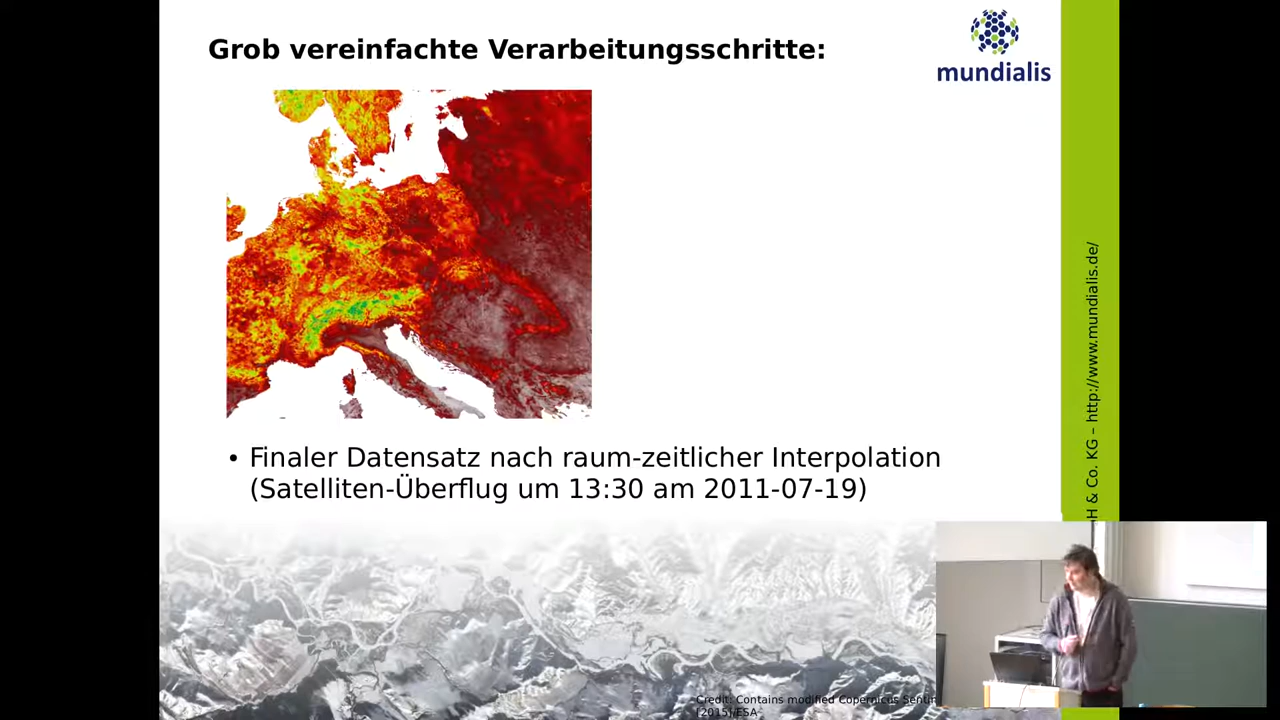 Grob vereinfachte Verarbeitungsschritte:
mundialis
• Finaler Datensatz nach raum-zeitlicher Interpolation
(Satelliten-Überflug um 13:30 am 2011-07-19)
H & Co. KG – http://www.mundialis.de/
Credit: Contains modified Copernicus
[2015]/ESA